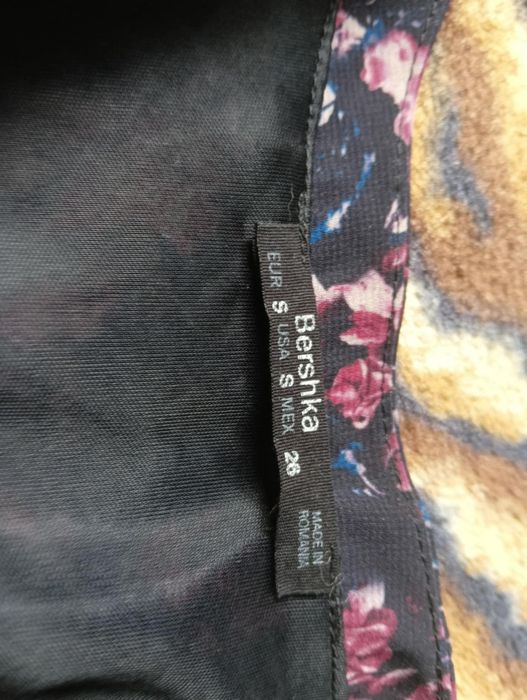 Bershka
EUR S USA S MEX 26
MADE IN
ROMANIA